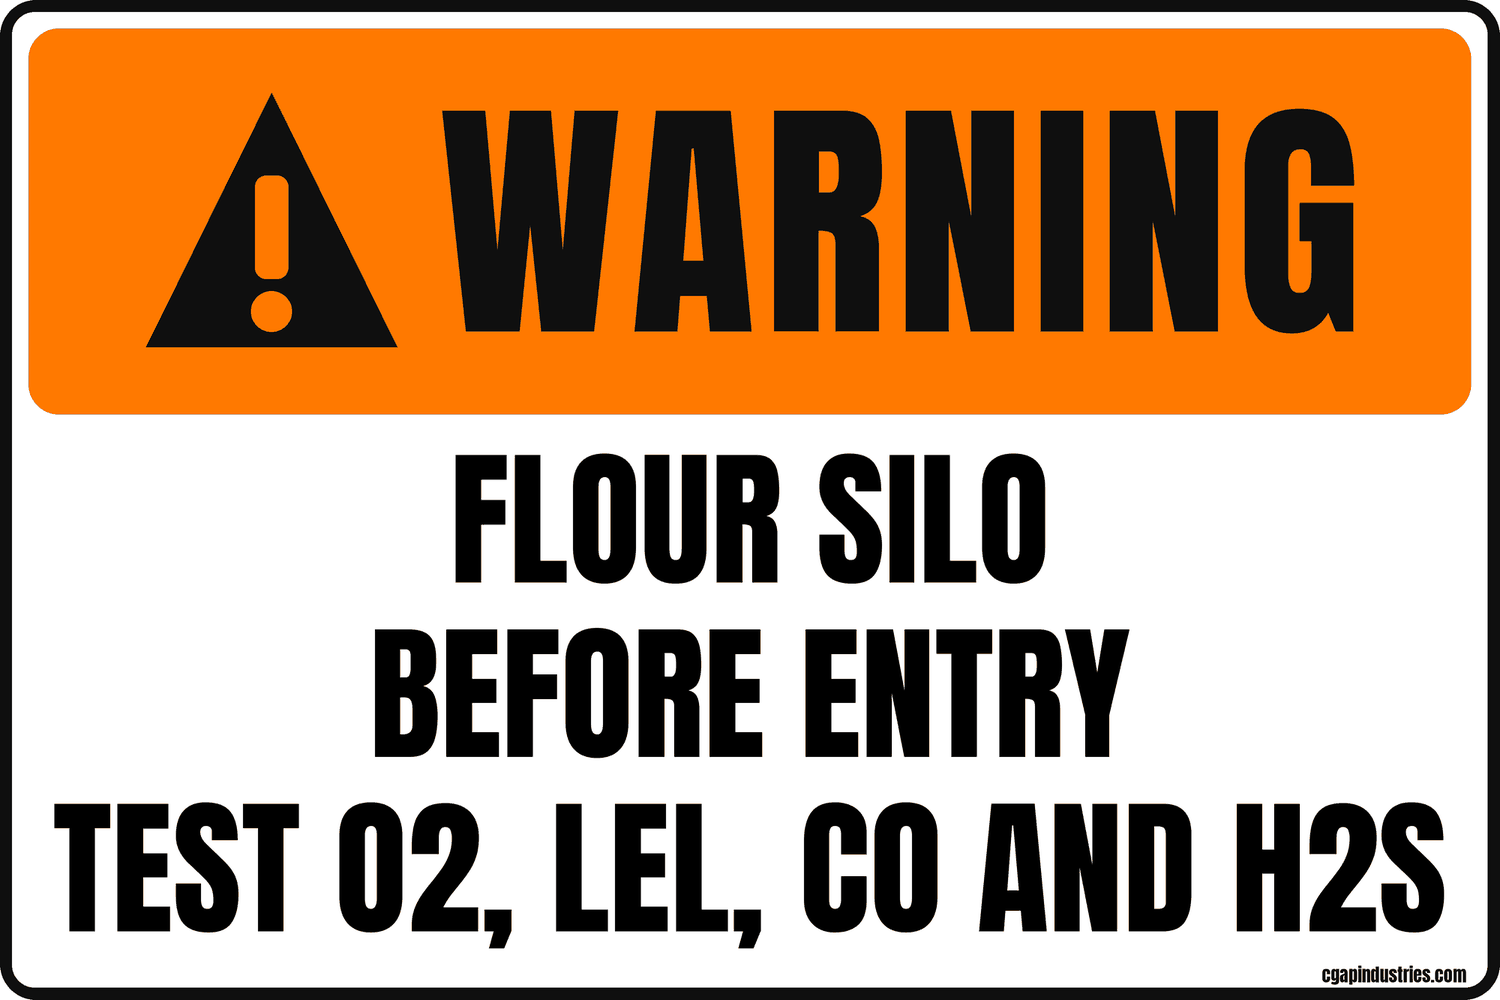 WARNING
FLOUR SILO
BEFORE ENTRY
TEST O2, LEL, CO AND H2S
cgapindustries.com